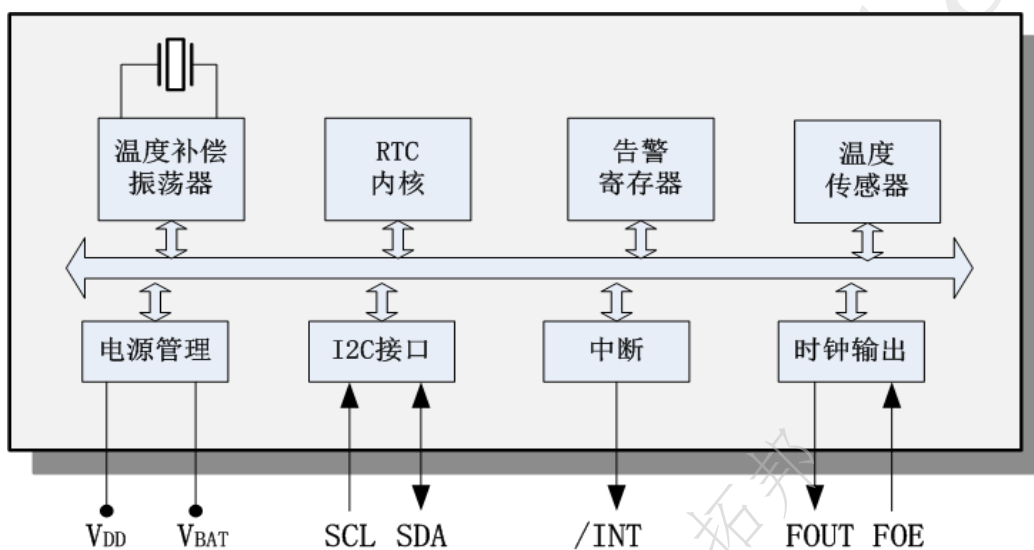 温度补偿
振荡器
RTC
内核
告警
寄存器
温度
传感器
电源管理
I2C接口
中断
时钟输出
VDD VBAT SCL SDA /INT FOUT FOE
拓邦